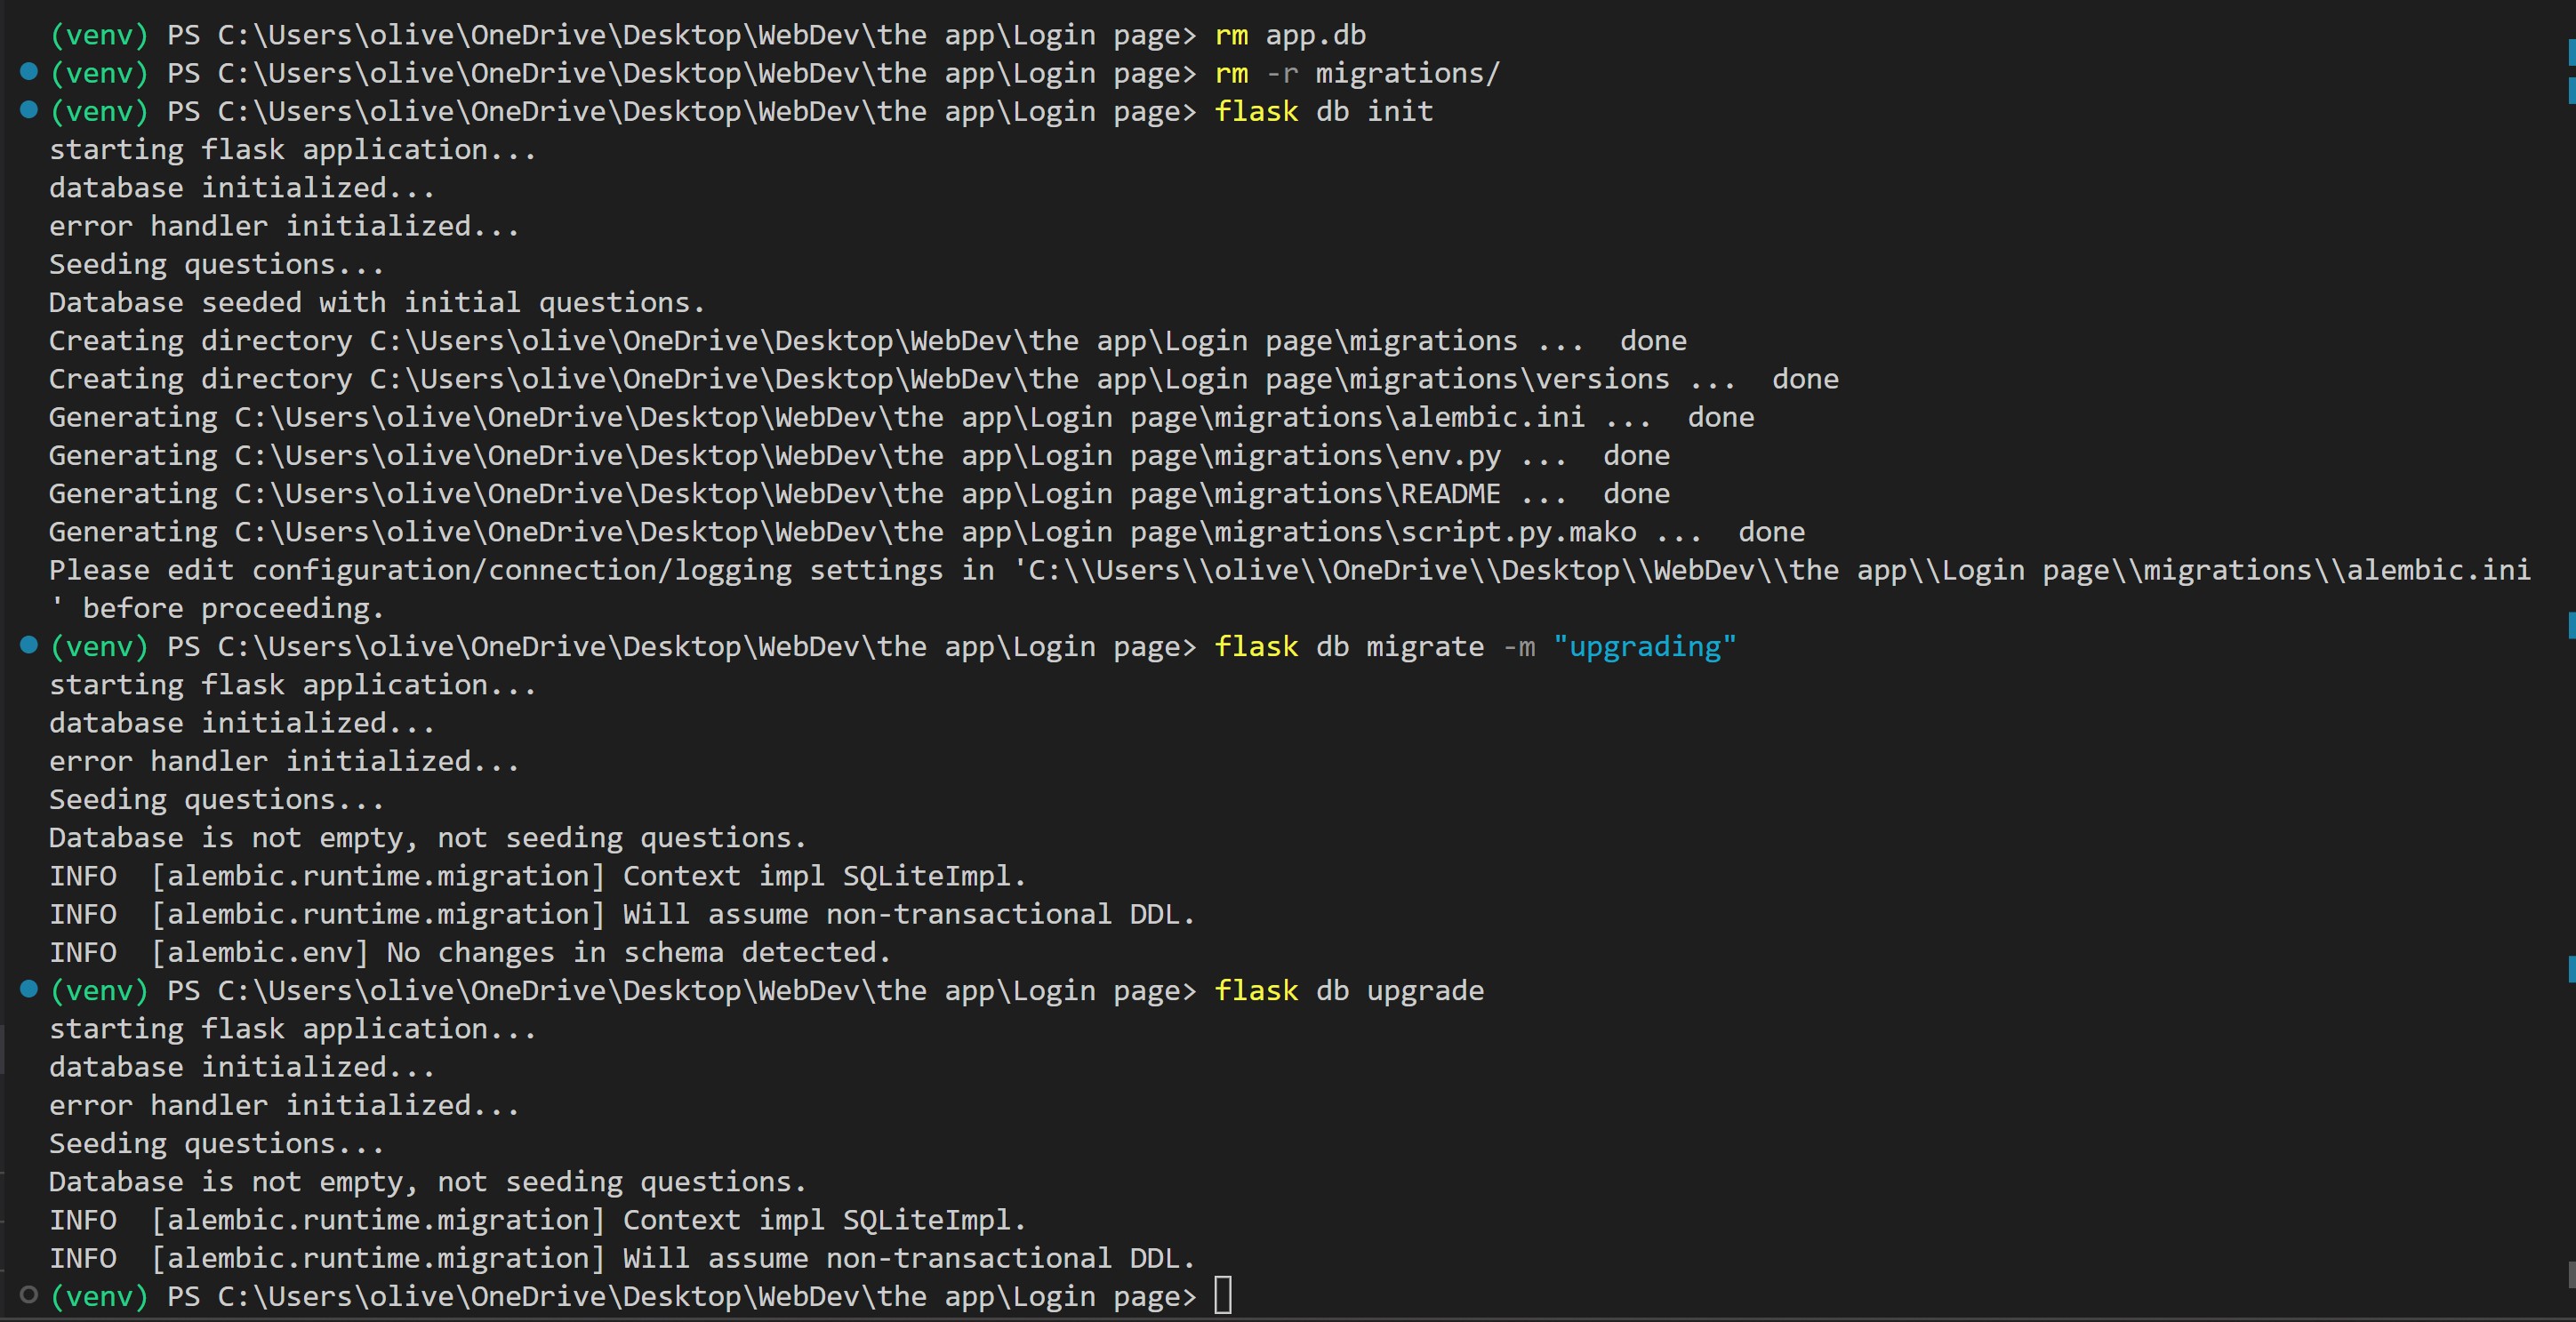 (venv) PS C:\Users\olive\OneDrive\Desktop\WebDev\the app\Login page> rm app.db
(venv) PS C:\Users\olive\OneDrive\Desktop\WebDev\the app\Login page> rm -r migrations/
(venv) PS C:\Users\olive\OneDrive\Desktop\WebDev\the app\Login page> flask db init
starting flask application...
database initialized...
error handler initialized...
Seeding questions...
Database seeded with initial questions.
Creating directory C:\Users\olive\OneDrive\Desktop\WebDev\the app\Login page\migrations ...  done
Creating directory C:\Users\olive\OneDrive\Desktop\WebDev\the app\Login page\migrations\versions ...  done
Generating C:\Users\olive\OneDrive\Desktop\WebDev\the app\Login page\migrations\alembic.ini ...  done
Generating C:\Users\olive\OneDrive\Desktop\WebDev\the app\Login page\migrations\env.py ...  done
Generating C:\Users\olive\OneDrive\Desktop\WebDev\the app\Login page\migrations\README ...  done
Generating C:\Users\olive\OneDrive\Desktop\WebDev\the app\Login page\migrations\script.py.mako ...  done
Please edit configuration/connection/logging settings in 'C:\\Users\\olive\\OneDrive\\Desktop\\WebDev\\the app\\Login page\\migrations\\alembic.ini
' before proceeding.
(venv) PS C:\Users\olive\OneDrive\Desktop\WebDev\the app\Login page> flask db migrate -m "upgrading"
starting flask application...
database initialized...
error handler initialized...
Seeding questions...
Database is not empty, not seeding questions.
INFO  [alembic.runtime.migration] Context impl SQLiteImpl.
INFO  [alembic.runtime.migration] Will assume non-transactional DDL.
INFO  [alembic.env] No changes in schema detected.
(venv) PS C:\Users\olive\OneDrive\Desktop\WebDev\the app\Login page> flask db upgrade
starting flask application...
database initialized...
error handler initialized...
Seeding questions...
Database is not empty, not seeding questions.
INFO  [alembic.runtime.migration] Context impl SQLiteImpl.
INFO  [alembic.runtime.migration] Will assume non-transactional DDL.
(venv) PS C:\Users\olive\OneDrive\Desktop\WebDev\the app\Login page>